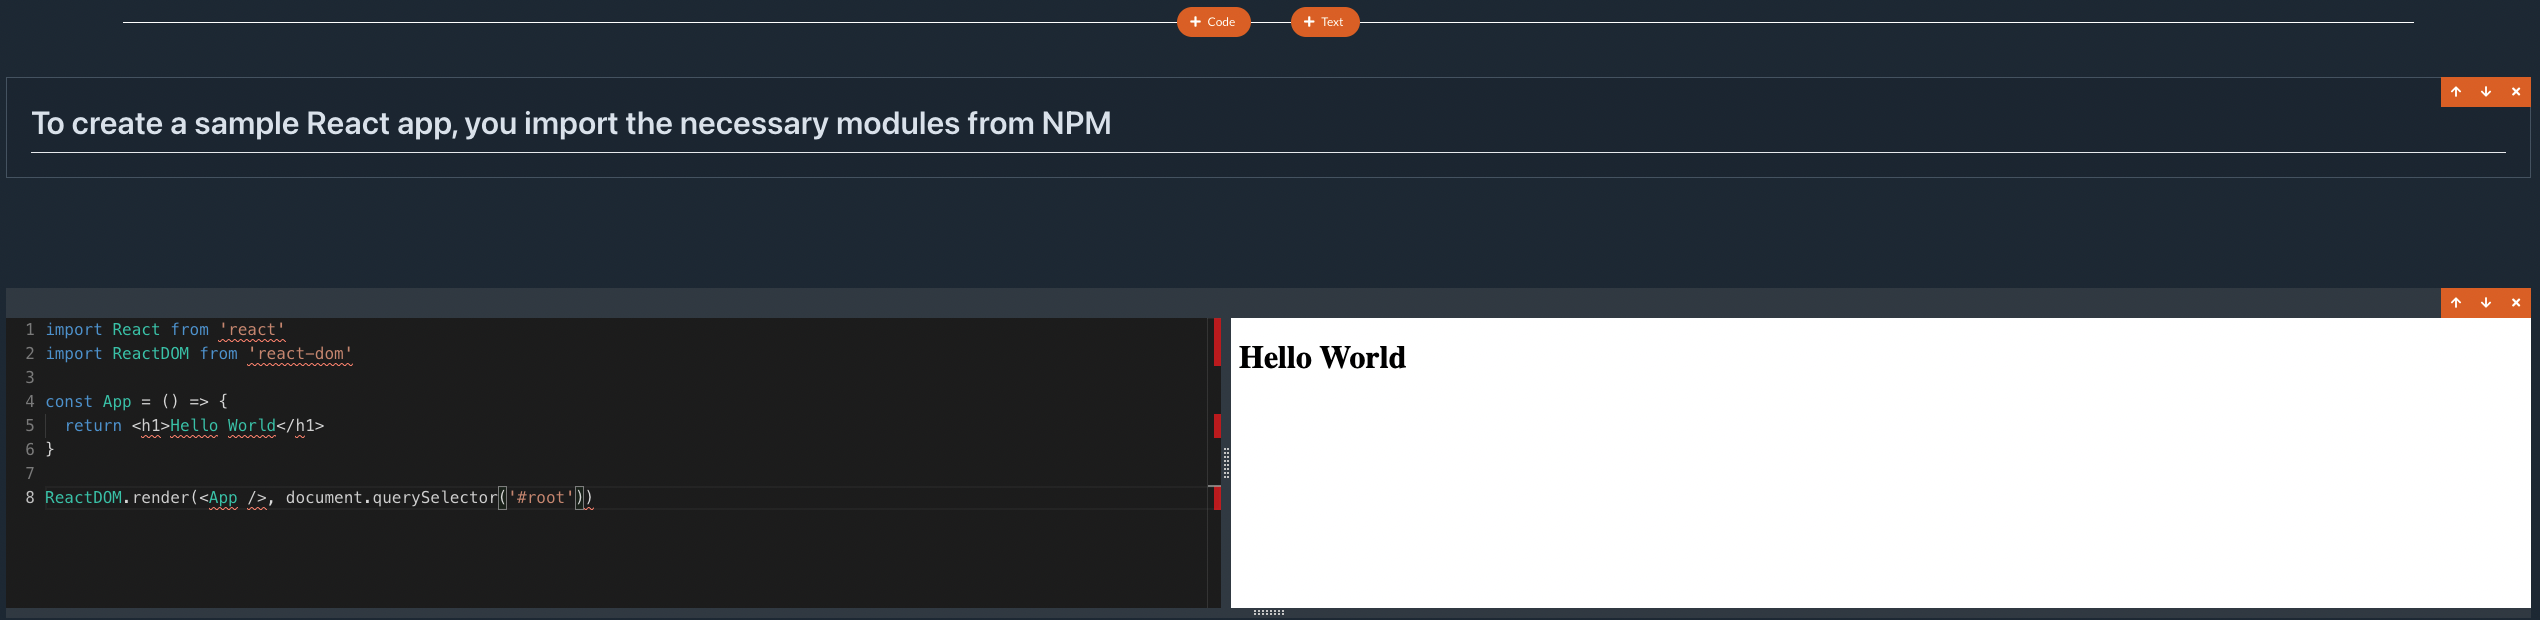 + Code + Text
To create a sample React app, you import the necessary modules from NPM
1 import React from 'react'
2 import ReactDOM from 'react-dom'
3
4 const App = () => {
5 return <h1>Hello World</h1>
6 }
7
8 ReactDOM.render(<App />, document.querySelector('#root'))
Hello World